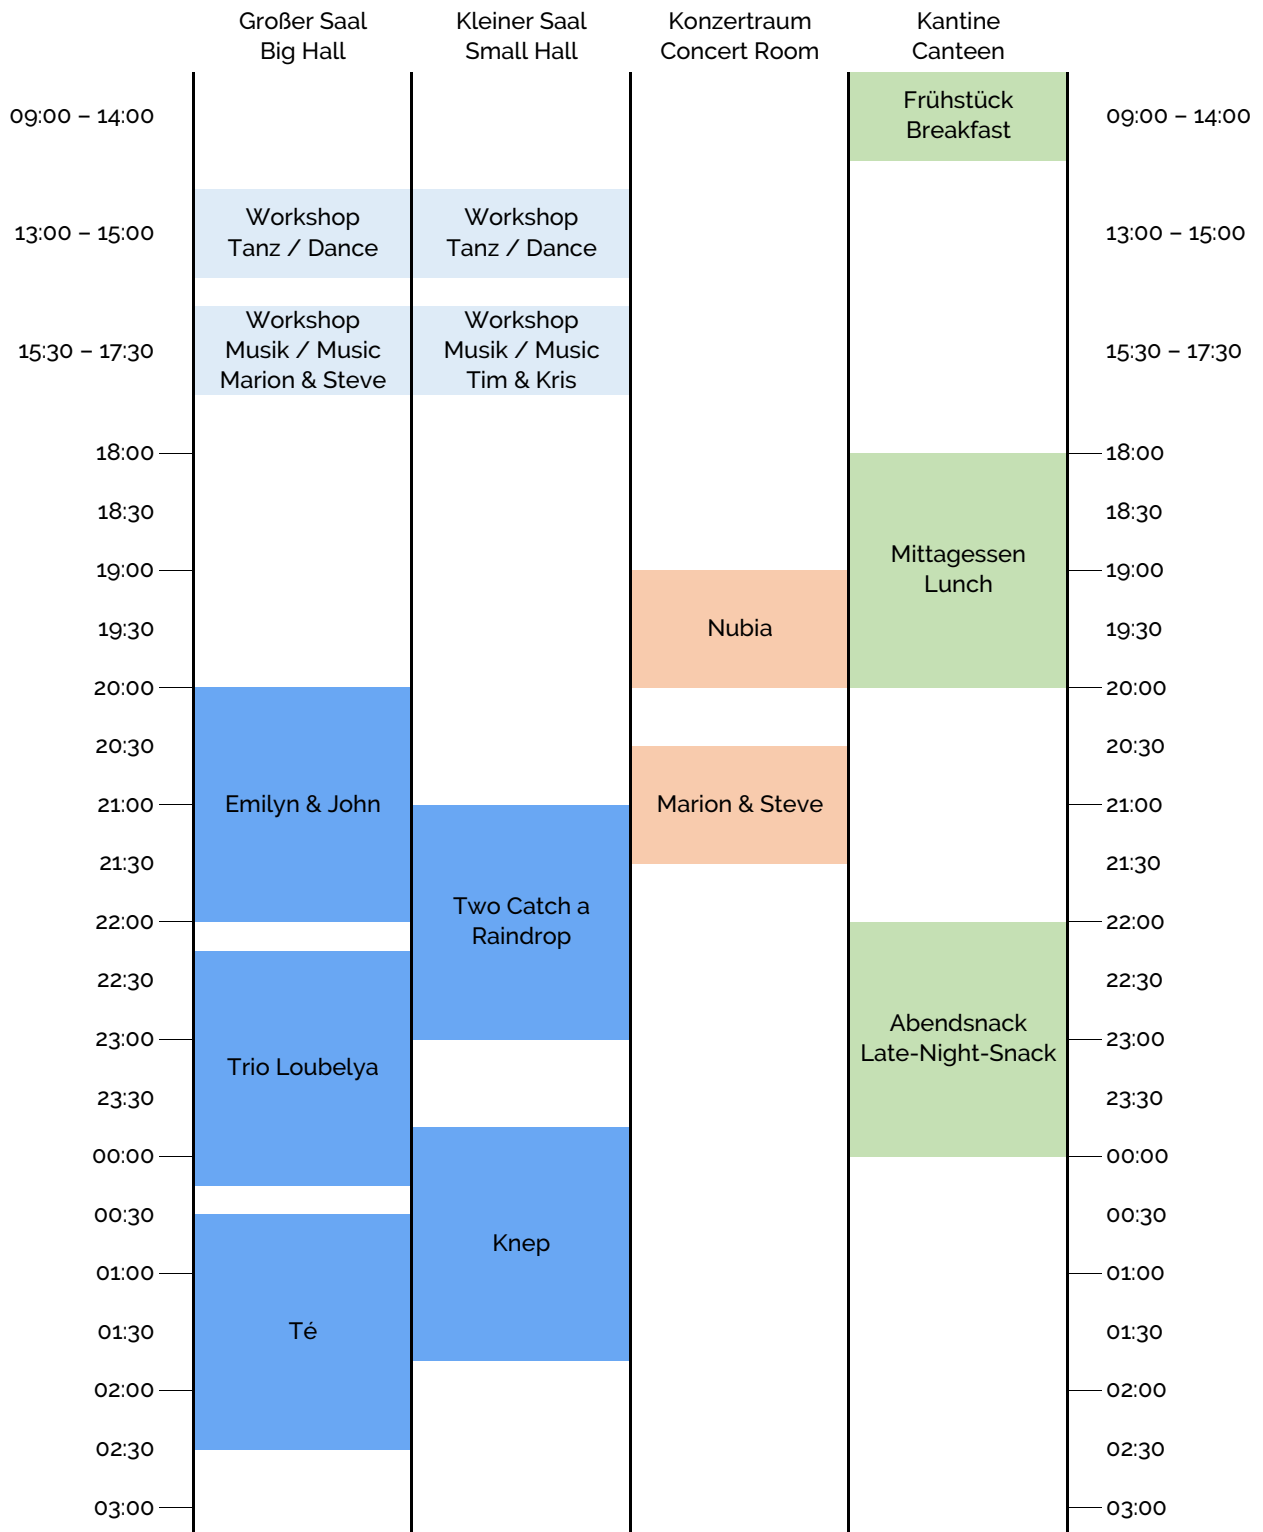 Großer Saal
Big Hall
Kleiner Saal
Small Hall
Konzertraum
Concert Room
Kantine
Canteen
09:00 – 14:00
Frühstück
Breakfast
09:00 – 14:00
13:00 – 15:00
Workshop
Tanz / Dance
Workshop
Tanz / Dance
13:00 – 15:00
15:30 – 17:30
Workshop
Musik / Music
Marion & Steve
Workshop
Musik / Music
Tim & Kris
15:30 – 17:30
18:00
18:00
18:30
18:30
Mittagessen
Lunch
19:00
19:00
19:30
Nubia
19:30
20:00
20:00
20:30
20:30
21:00
Emilyn & John
Marion & Steve
21:00
21:30
21:30
Two Catch a
Raindrop
22:00
22:00
22:30
22:30
Abendsnack
Late-Night-Snack
23:00
23:00
Trio Loubelya
23:30
23:30
00:00
00:00
00:30
00:30
Knep
01:00
01:00
01:30
Té
01:30
02:00
02:00
02:30
02:30
03:00
03:00